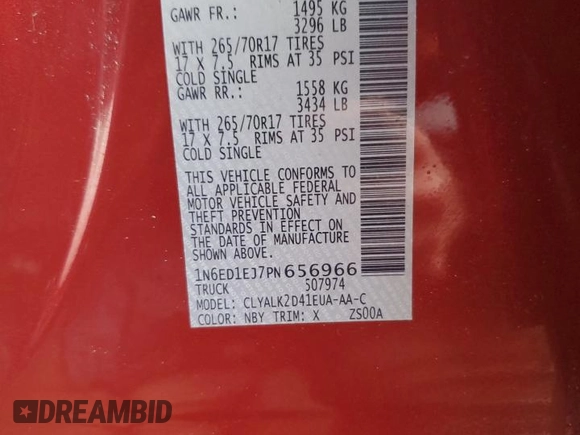 GAWR FR.: 1495 KG
3296 LB
WITH 265/70R17 TIRES
17 X 7.5 RIMS AT 35 PSI
COLD SINGLE
GAWR RR.: 1558 KG
3434 LB
WITH 265/70R17 TIRES
17 X 7.5 RIMS AT 35 PSI
COLD SINGLE
THIS VEHICLE CONFORMS TO
ALL APPLICABLE FEDERAL
MOTOR VEHICLE SAFETY AND
THEFT PREVENTION
STANDARDS IN EFFECT ON
THE DATE OF MANUFACTURE
SHOWN ABOVE.
1N6ED1EJ7PN656966
TRUCK 507974
MODEL: CLYALK2D41EUA-AA-C
COLOR: NBY TRIM: X ZS00A
DREAMBID